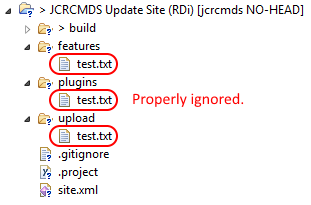 > JCRCMDS Update Site (RDi) [jcrcmds NO-HEAD]
> build
features
test.txt
plugins
test.txt Properly ignored.
upload
test.txt
.gitignore
.project
site.xml